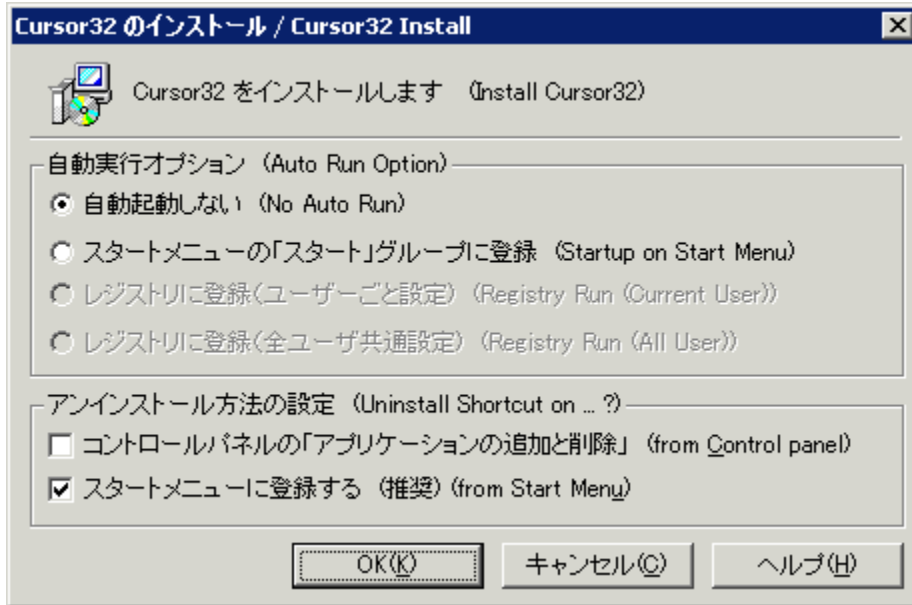 Cursor32 のインストール / Cursor32 Install
Cursor32 をインストールします (Install Cursor32)
自動実行オプション (Auto Run Option)
自動起動しない (No Auto Run)
スタートメニューの「スタート」グループに登録 (Startup on Start Menu)
レジストリに登録(ユーザーごと設定) (Registry Run (Current User))
レジストリに登録(全ユーザ共通設定) (Registry Run (All User))
アンインストール方法の設定 (Uninstall Shortcut on ... ?)
コントロールパネルの「アプリケーションの追加と削除」 (from Control panel)
スタートメニューに登録する (推奨) (from Start Menu)
OK(K) キャンセル(C) ヘルプ(H)